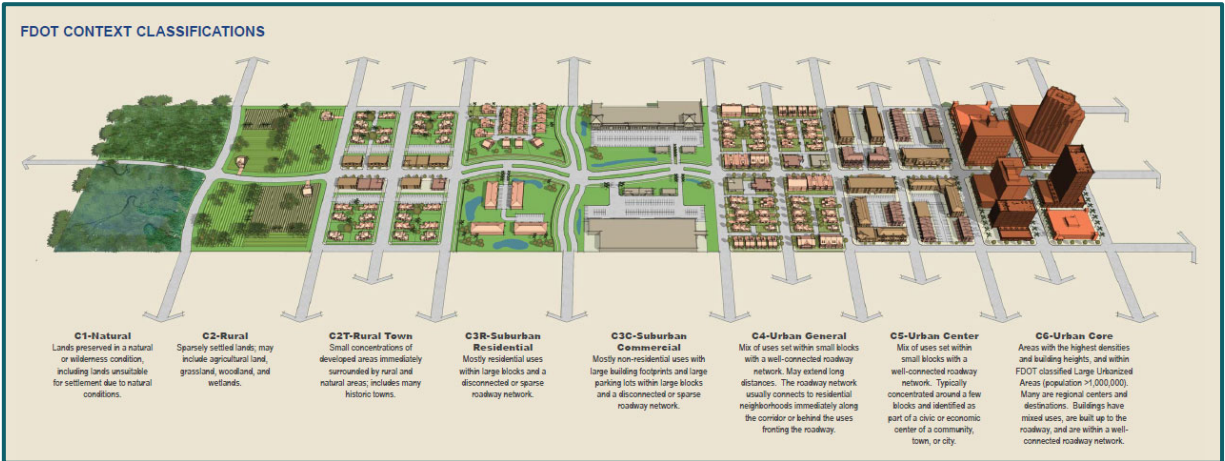 FDOT CONTEXT CLASSIFICATIONS
C1-Natural
Lands preserved in a natural
or wilderness condition,
including lands unsuitable
for settlement due to natural
conditions.
C2-Rural
Sparsely settled lands; may
include agricultural land,
grassland, woodland, and
wetlands.
C2T-Rural Town
Small concentrations of
developed areas immediately
surrounded by rural and
natural areas; includes many
historic towns.
C3R-Suburban
Residential
Mostly residential uses
within large blocks and a
disconnected or sparse
roadway network.
C3C-Suburban
Commercial
Mostly non-residential uses with
large building footprints and large
parking lots within large blocks
and a disconnected or sparse
roadway network.
C4-Urban General
Mix of uses set within small blocks
with a well-connected roadway
network. May extend long
distances. The roadway network
usually connects to residential
neighborhoods immediately along
the corridor or behind the uses
fronting the roadway.
C5-Urban Center
Mix of uses set within
small blocks with a
well-connected roadway
network. Typically
concentrated around a few
blocks and identified as
part of a civic or economic
center of a community,
town, or city.
C6-Urban Core
Areas with the highest densities
and building heights, and within
FDOT classified Large Urbanized
Areas (population >1,000,000).
Many are regional centers and
destinations. Buildings have
mixed uses, are built up to the
roadway, and are within a well-
connected roadway network.